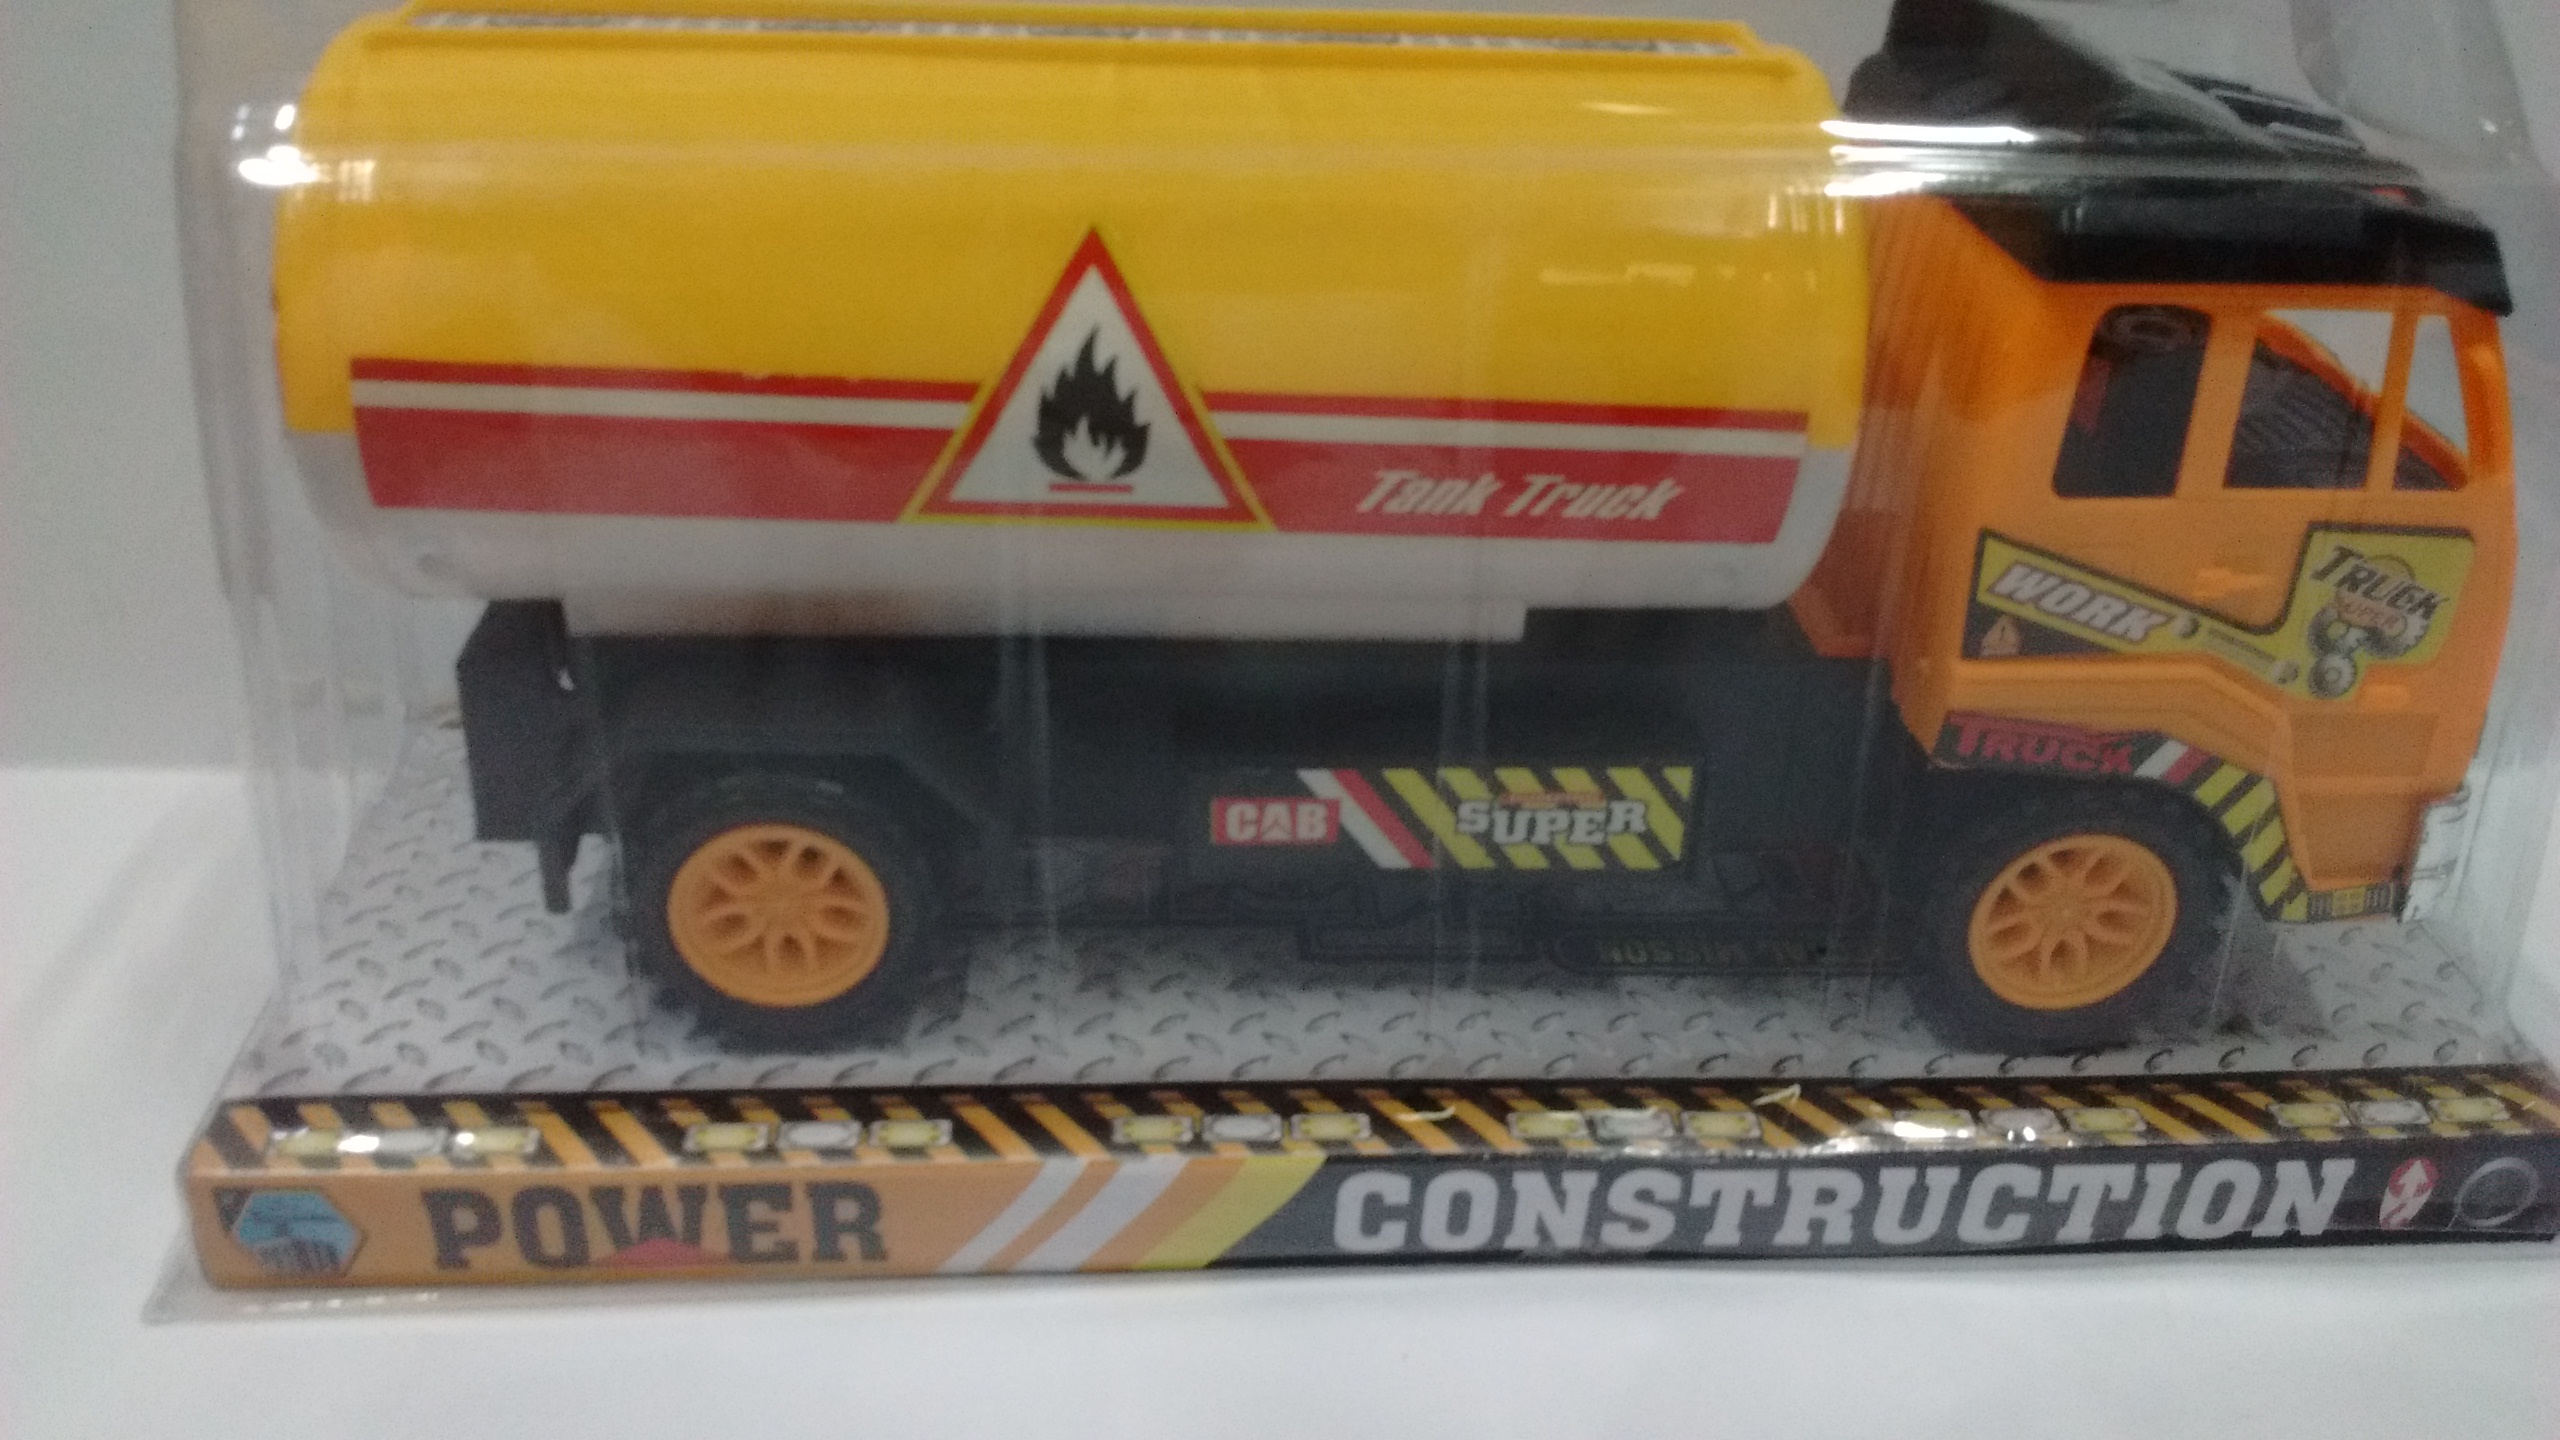 Tank Truck
WORK
TRUCK
SUPER
TRUCK
CAB
SUPER
POWER
CONSTRUCTION